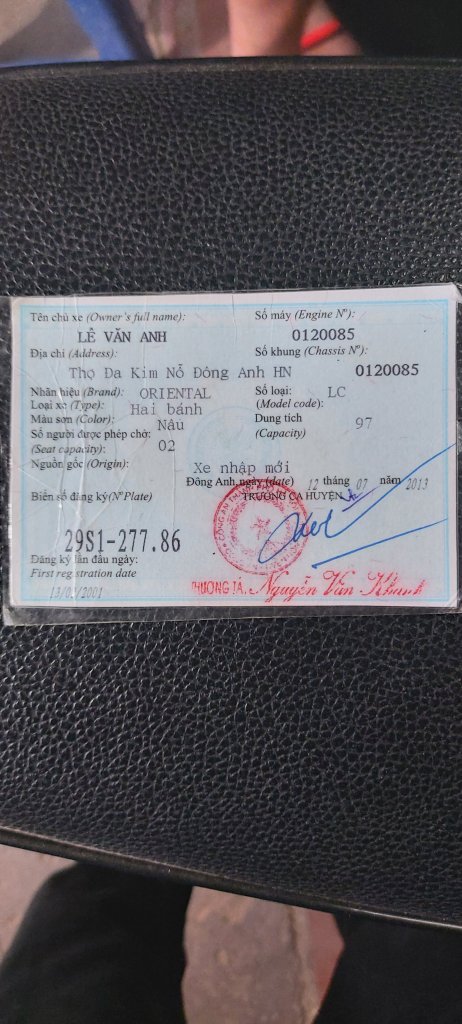 Tên chủ xe (Owner's full name):
LÊ VĂN ANH
Số máy (Engine Nº):
0120085
Địa chỉ (Address):
Thọ Đa Kim Nỗ Đông Anh HN
Số khung (Chassis Nº):
0120085
Nhãn hiệu (Brand): ORIENTAL
Số loại: LC
(Model code):
Loại xe (Type): Hai bánh
Màu sơn (Color): Nâu
Dung tích 97
(Capacity)
Số người được phép chở: 02
(Seat capacity):
Nguồn gốc (Origin): Xe nhập mới
Đông Anh, ngày (date) 12 tháng 07 năm 2013
Biển số đăng ký (Nº Plate)
TRƯỞNG CA HUYỆN
29S1-277.86
Đăng ký lần đầu ngày:
First registration date
THƯỢNG TÁ. Nguyễn Văn Khanh